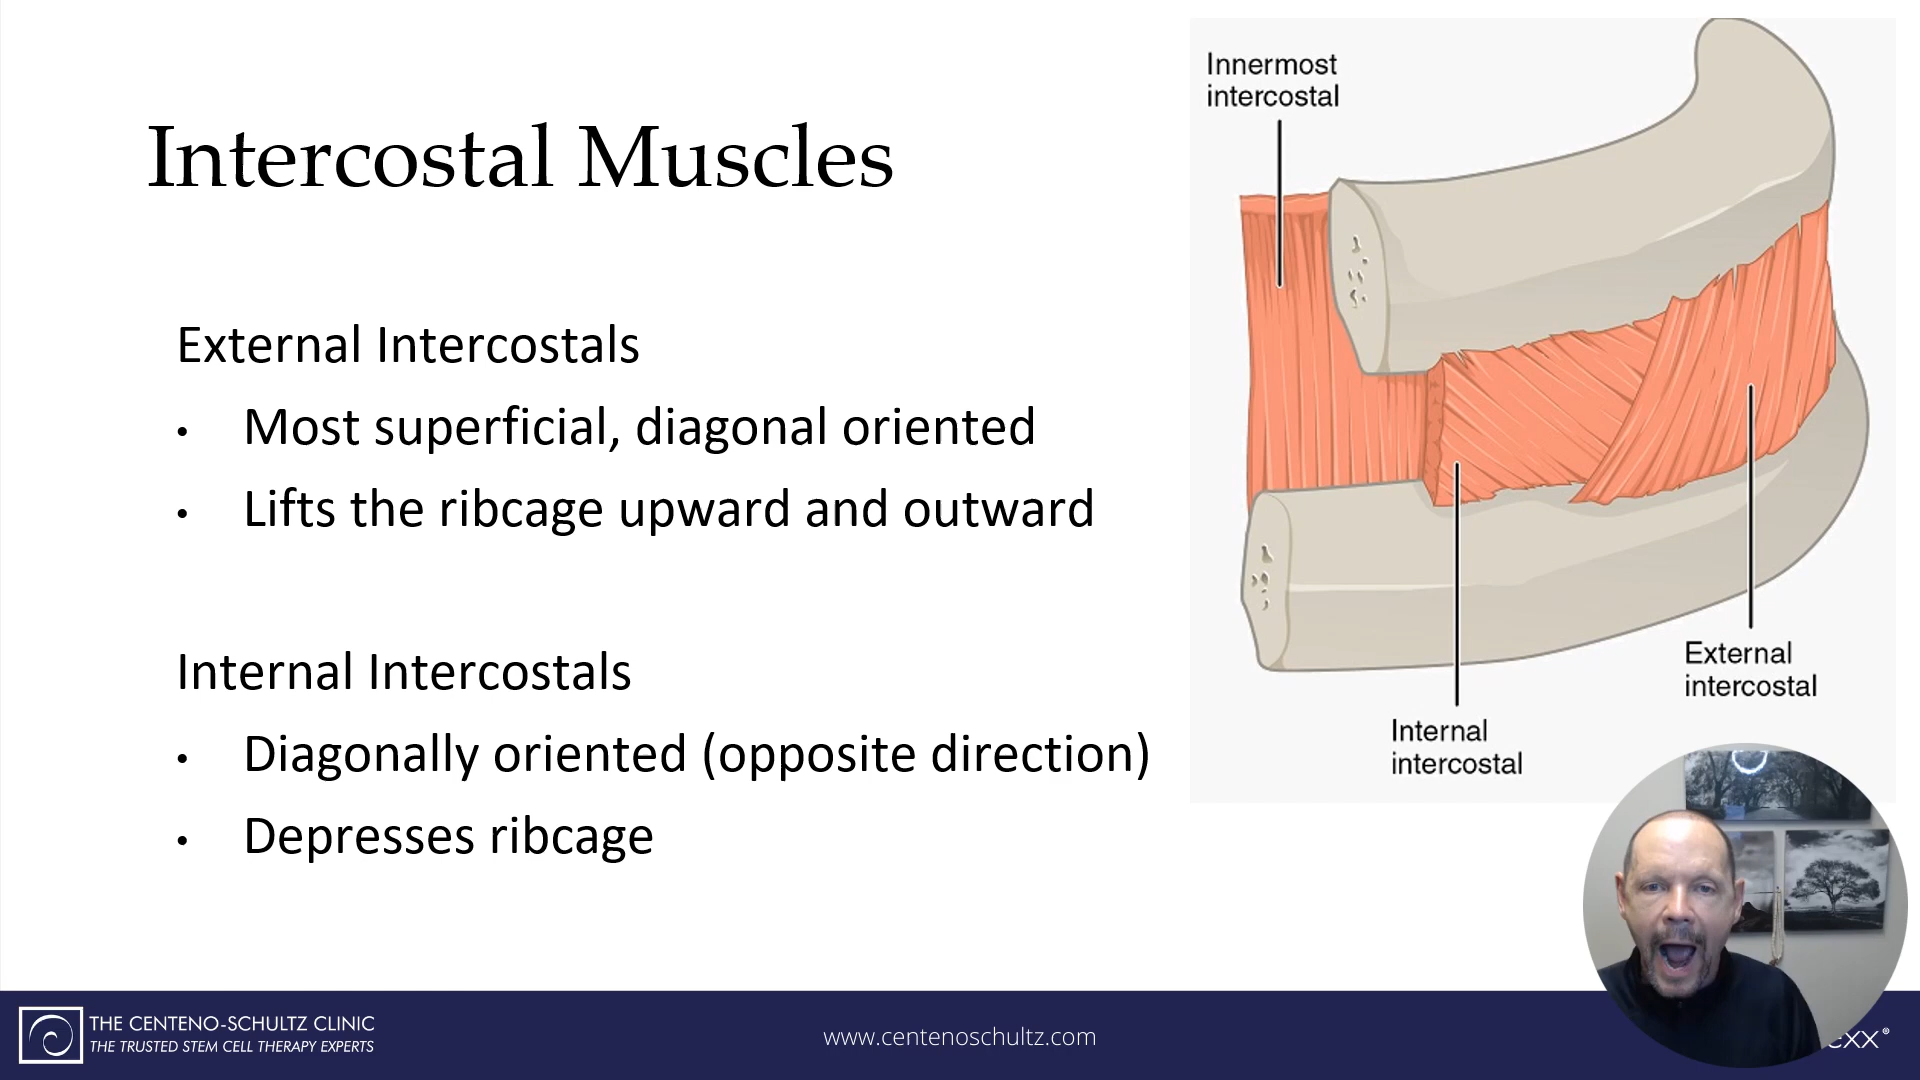 Intercostal Muscles
External Intercostals
• Most superficial, diagonal oriented
• Lifts the ribcage upward and outward
Internal Intercostals
• Diagonally oriented (opposite direction)
• Depresses ribcage
Innermost
intercostal
External
intercostal
Internal
intercostal
THE CENTENO-SCHULTZ CLINIC
THE TRUSTED STEM CELL THERAPY EXPERTS
www.centenoschultz.com